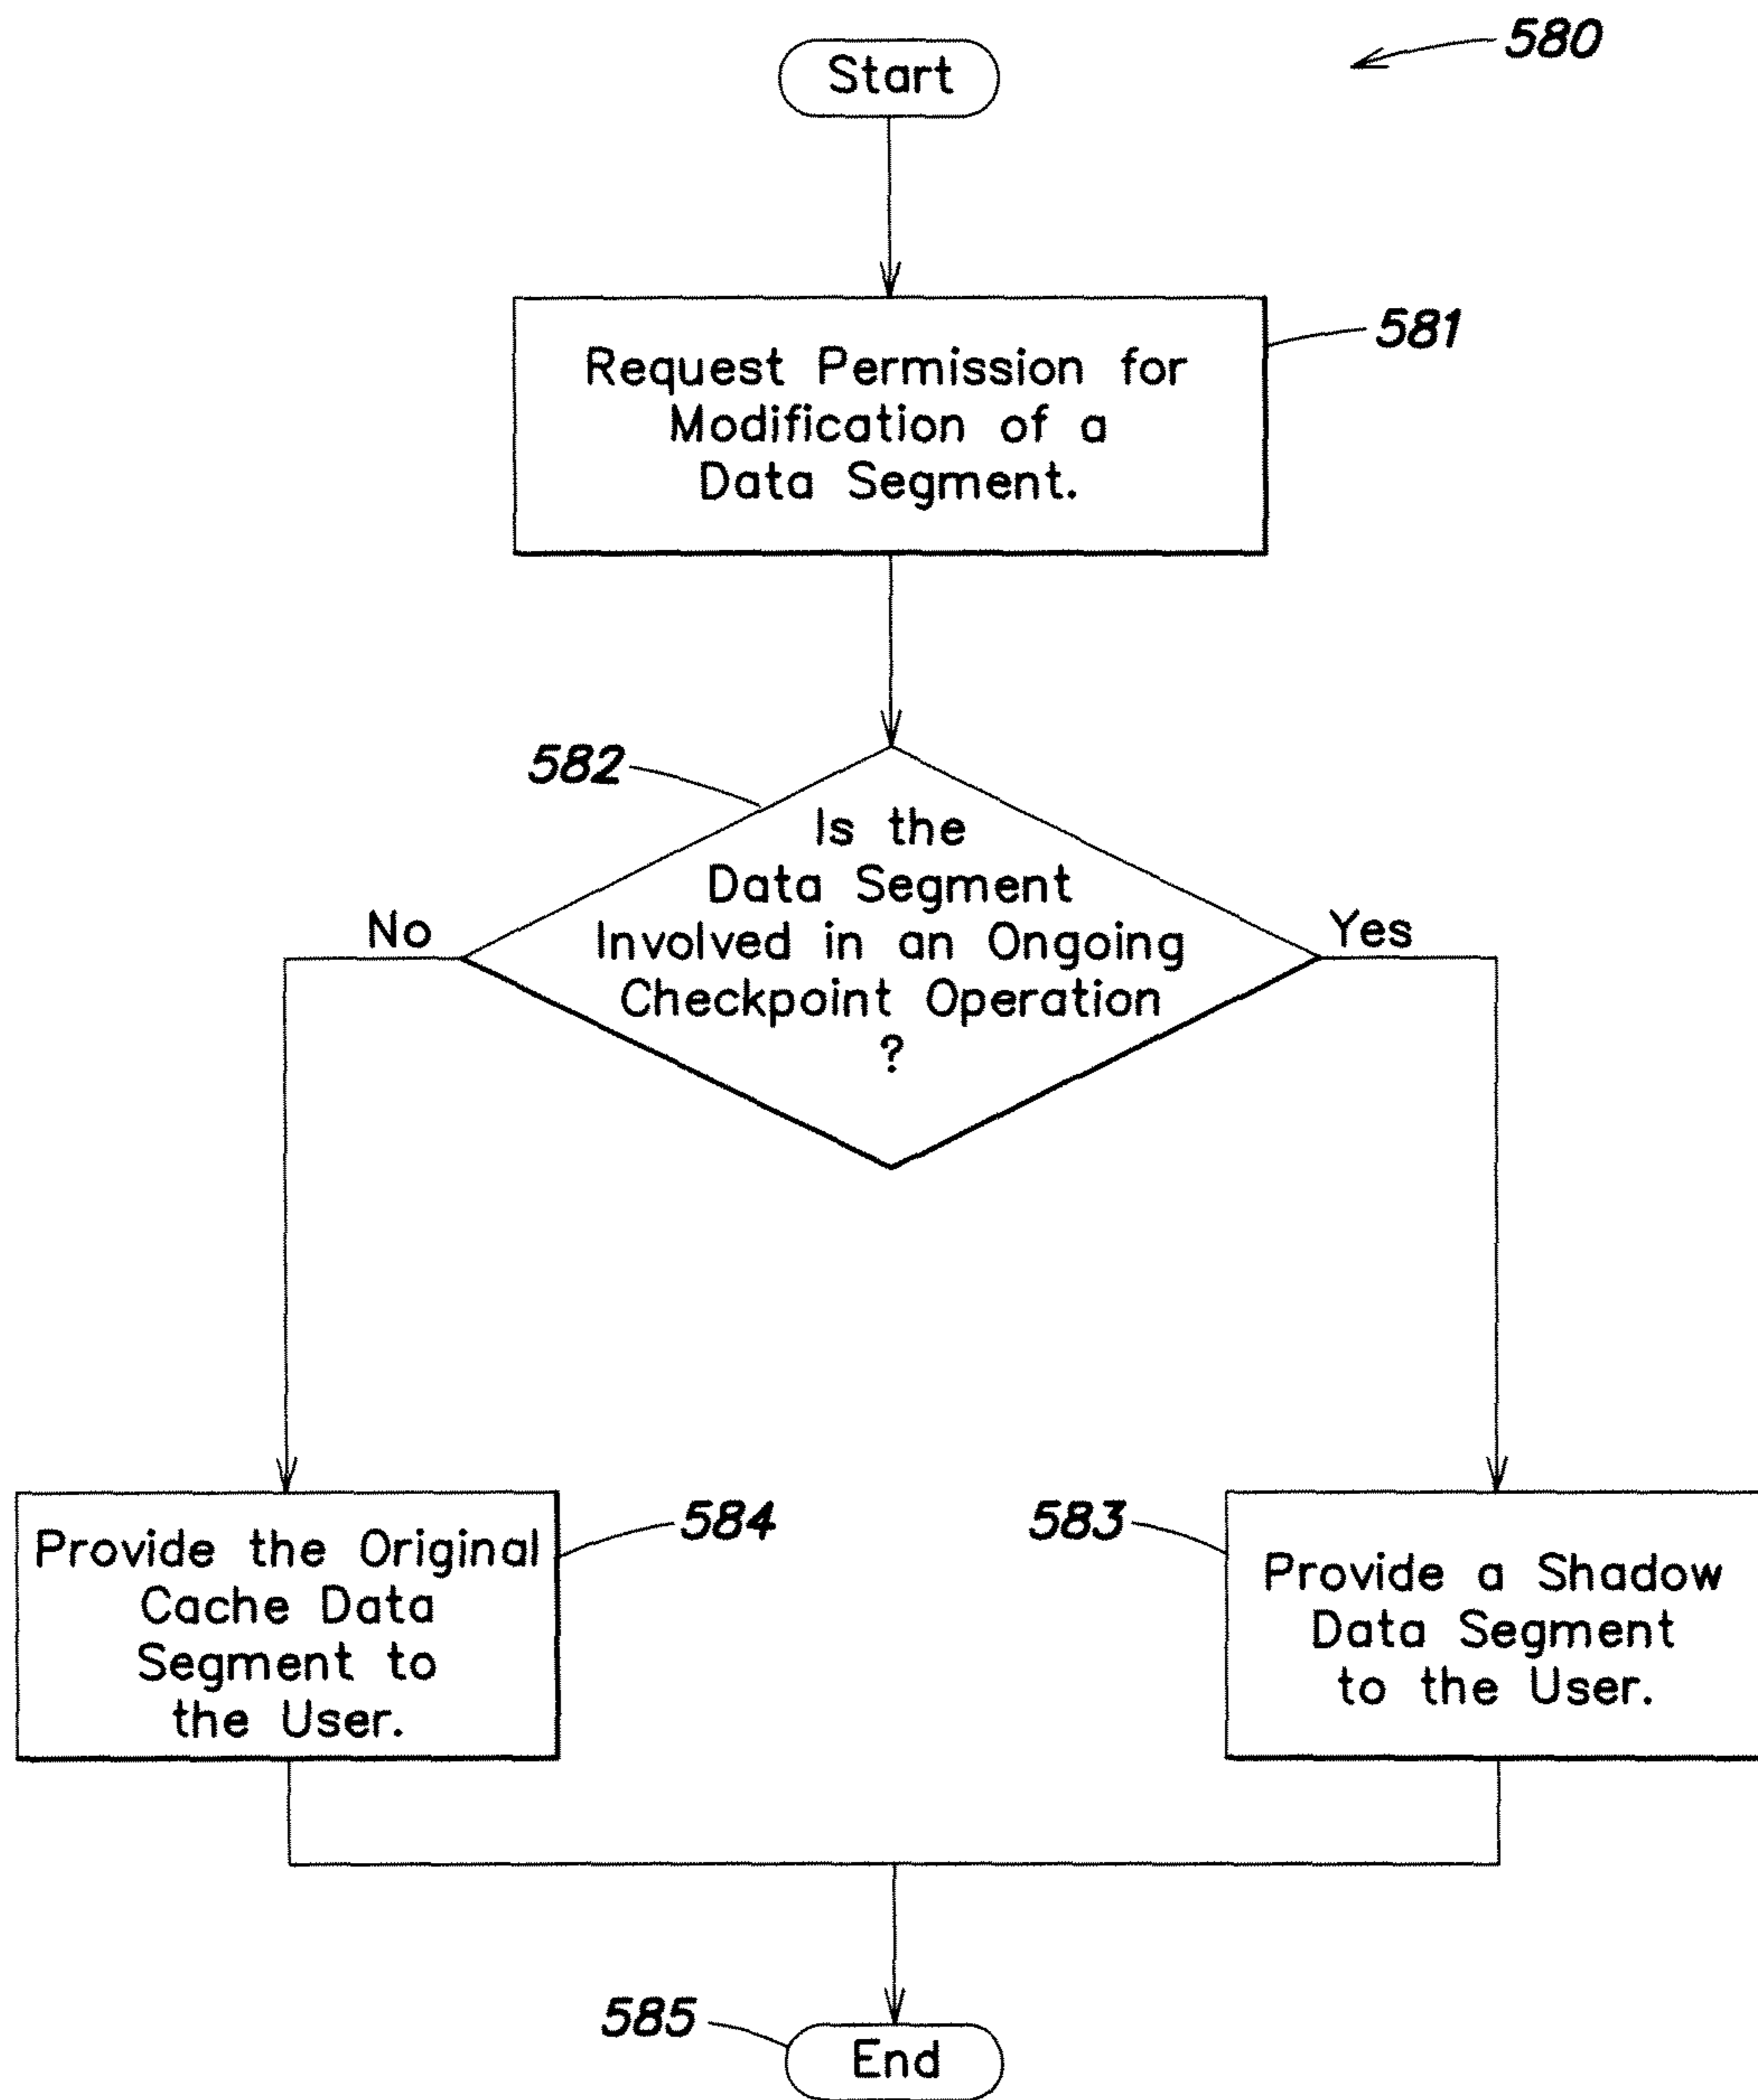 580
Start
581
Request Permission for
Modification of a
Data Segment.
582
Is the
Data Segment
Involved in an Ongoing
Checkpoint Operation
?
No
Yes
584
Provide the Original
Cache Data
Segment to
the User.
583
Provide a Shadow
Data Segment
to the User.
585
End